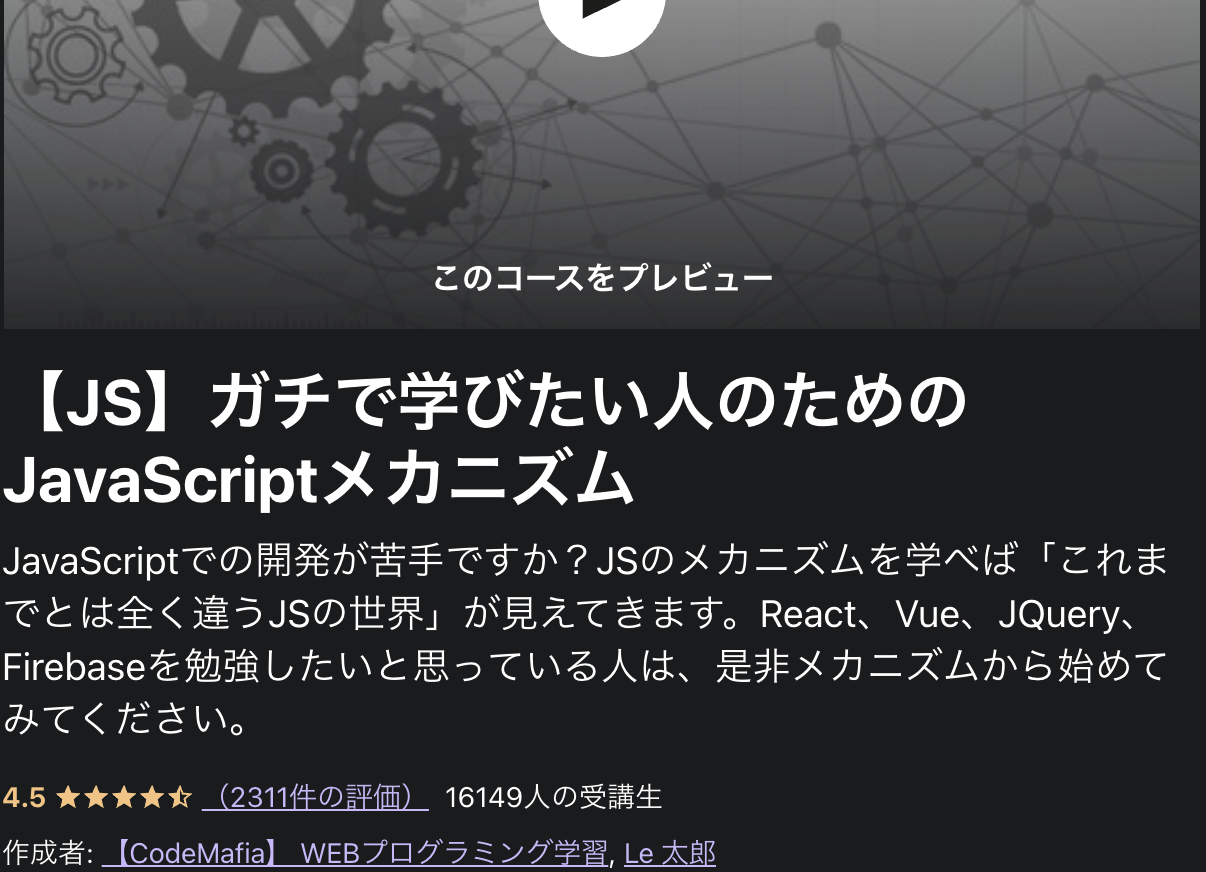 このコースをプレビュー
【JS】ガチで学びたい人のための
JavaScriptメカニズム
JavaScriptでの開発が苦手ですか？JSのメカニズムを学べば「これま
でとは全く違うJSの世界」が見えてきます。React、Vue、JQuery、
Firebaseを勉強したいと思っている人は、是非メカニズムから始めて
みてください。
4.5 ★★★★⯪ （2311件の評価） 16149人の受講生
作成者: 【CodeMafia】 WEBプログラミング学習, Le 太郎